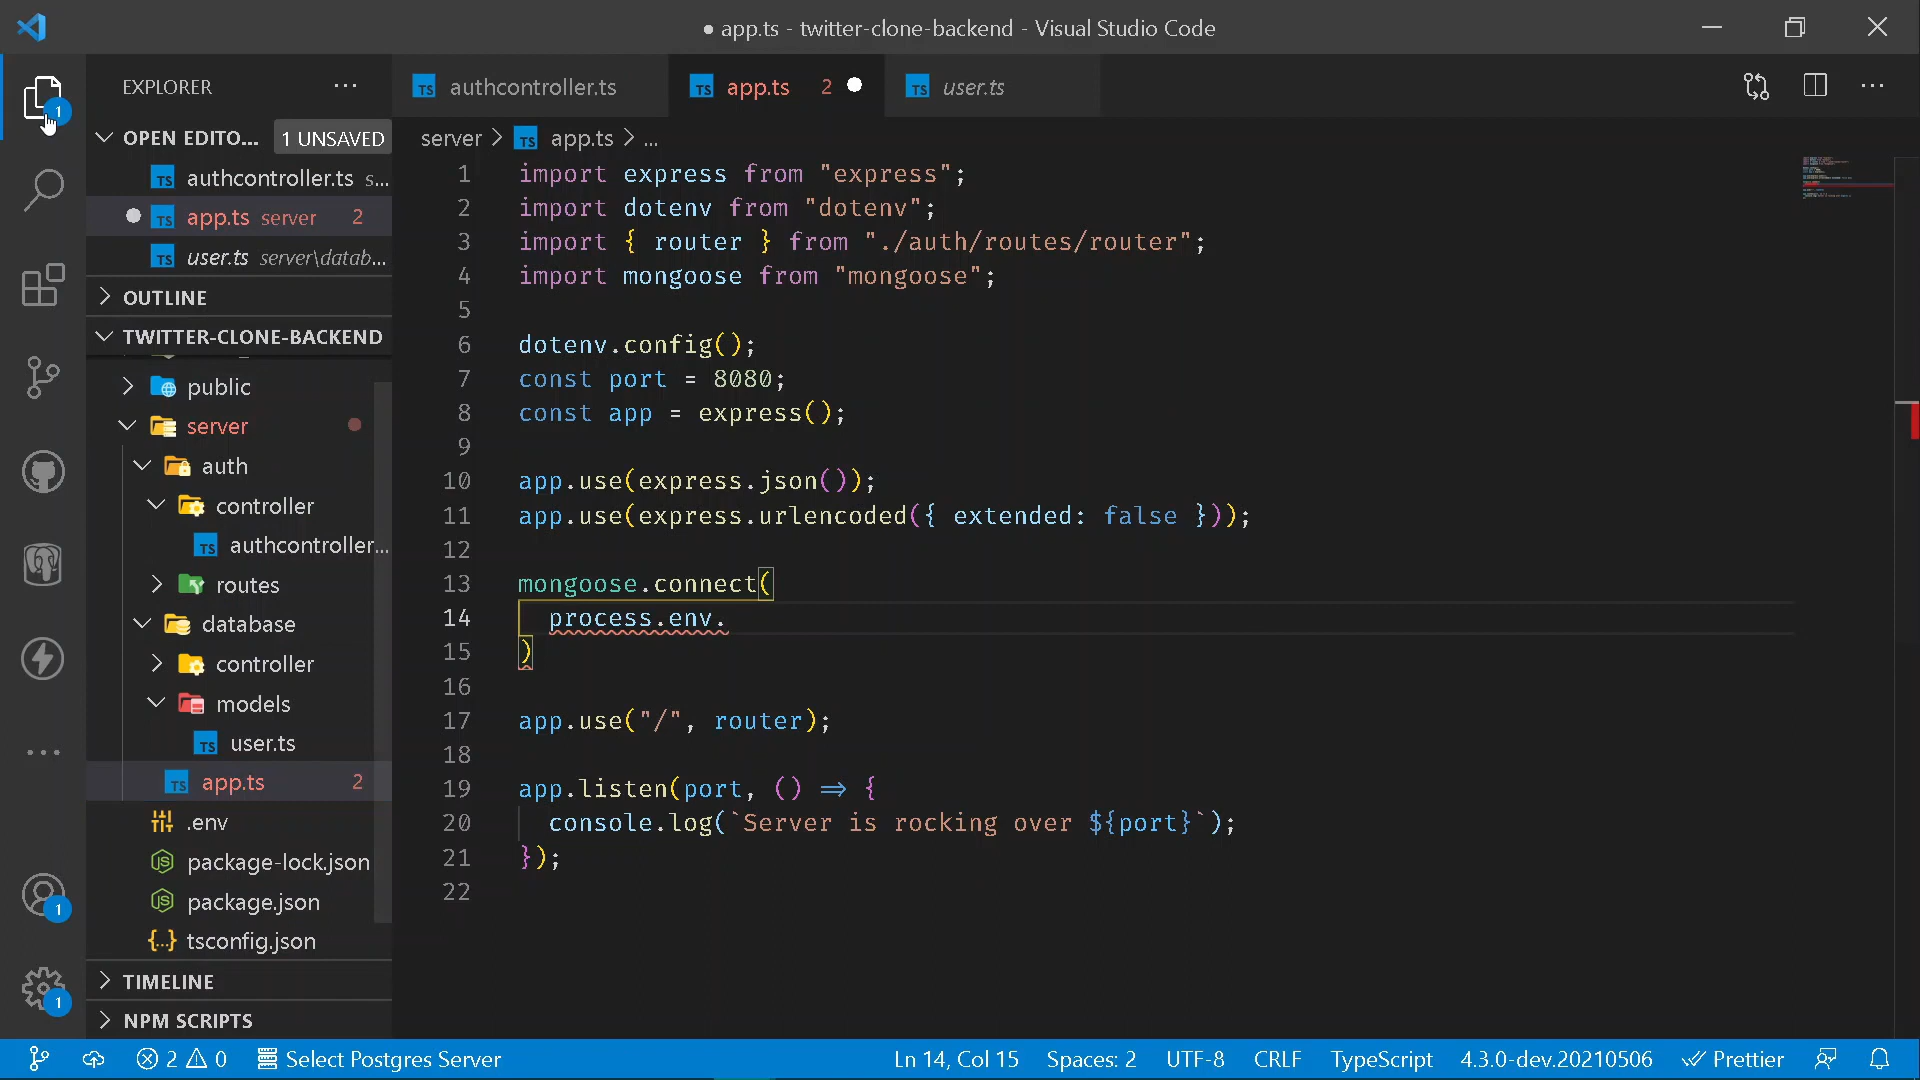 ● app.ts - twitter-clone-backend - Visual Studio Code
EXPLORER
OPEN EDITO... 1 UNSAVED
authcontroller.ts s...
app.ts server 2
user.ts server\datab...
OUTLINE
TWITTER-CLONE-BACKEND
public
server
auth
controller
authcontroller...
routes
database
controller
models
user.ts
app.ts 2
.env
package-lock.json
package.json
tsconfig.json
TIMELINE
NPM SCRIPTS
1
1
1
authcontroller.ts
app.ts 2
user.ts
server > app.ts > ...
1 import express from "express";
2 import dotenv from "dotenv";
3 import { router } from "./auth/routes/router";
4 import mongoose from "mongoose";
5
6 dotenv.config();
7 const port = 8080;
8 const app = express();
9
10 app.use(express.json());
11 app.use(express.urlencoded({ extended: false }));
12
13 mongoose.connect(
14 process.env.
15 )
16
17 app.use("/", router);
18
19 app.listen(port, () => {
20 console.log(`Server is rocking over ${port}`);
21 });
22
2 0 Select Postgres Server
Ln 14, Col 15 Spaces: 2 UTF-8 CRLF TypeScript 4.3.0-dev.20210506 Prettier